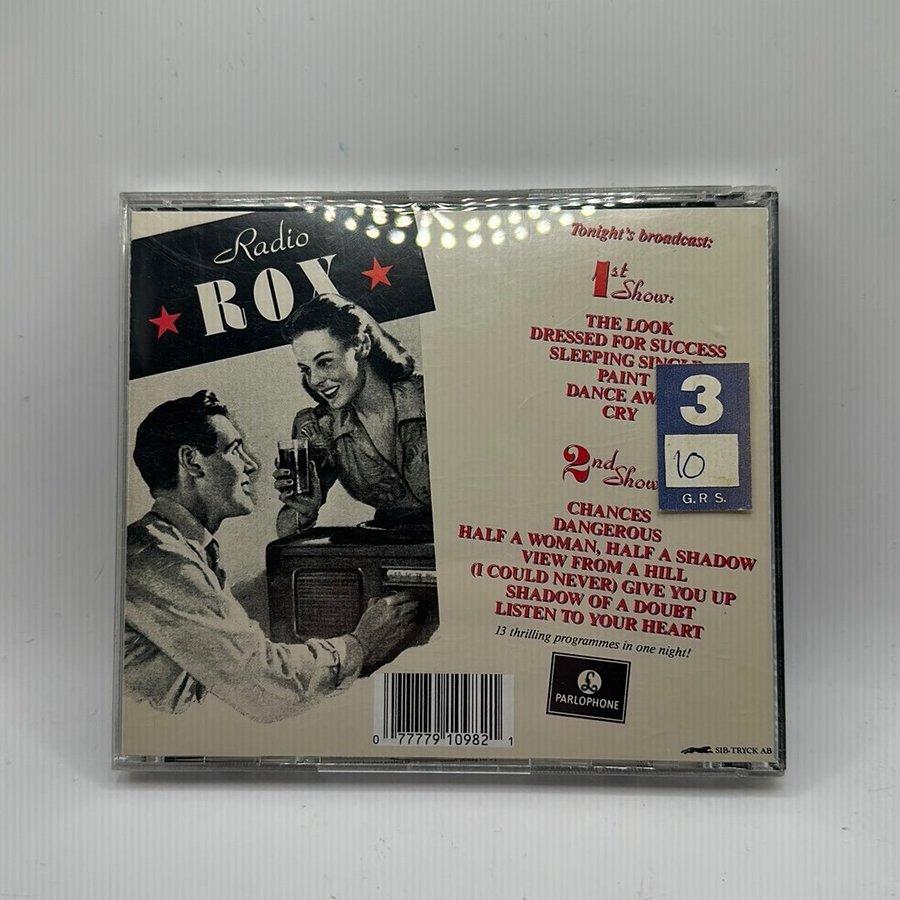 Radio
ROX
Tonight's broadcast:
1st
Show:
THE LOOK
DRESSED FOR SUCCESS
SLEEPING
PAINT
DANCE
CRY
3
10
G.R.S.
2nd
Show
CHANCES
DANGEROUS
HALF A WOMAN, HALF A SHADOW
VIEW FROM A HILL
(I COULD NEVER) GIVE YOU UP
SHADOW OF A DOUBT
LISTEN TO YOUR HEART
13 thrilling programmes in one night!
PARLOPHONE
0 77779 10982 1
SIB-TRYCK AB